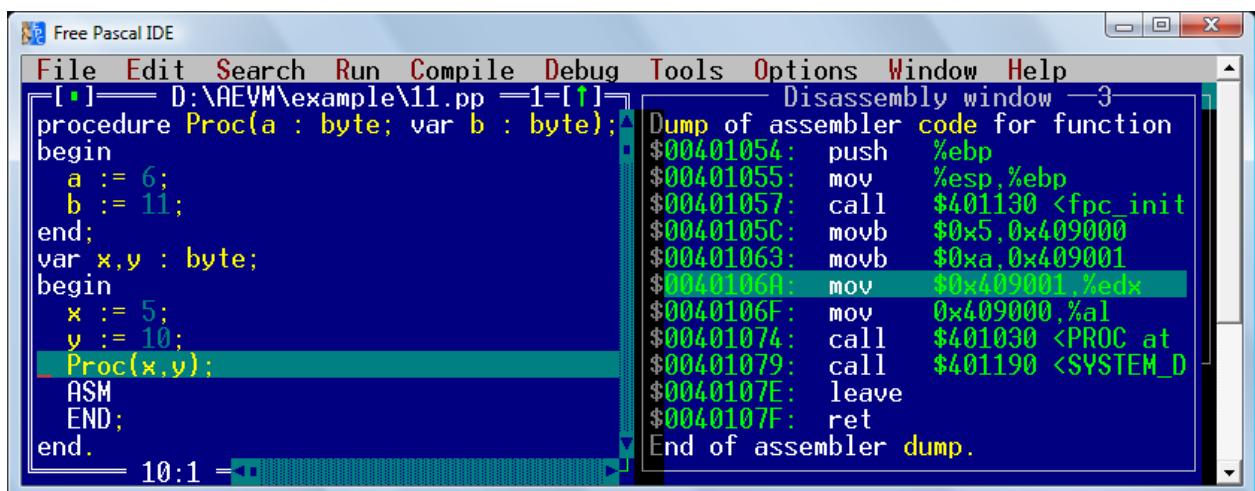 Free Pascal IDE
File Edit Search Run Compile Debug Tools Options Window Help
D:\AEVM\example\11.pp 1=[↑]
procedure Proc(a : byte; var b : byte);
begin
a := 6;
b := 11;
end;
var x,y : byte;
begin
x := 5;
y := 10;
Proc(x,y);
ASM
END;
end.
10:1
Disassembly window 3
Dump of assembler code for function
$00401054: push %ebp
$00401055: mov %esp,%ebp
$00401057: call $401130 <fpc_init
$0040105C: movb $0x5,0x409000
$00401063: movb $0xa,0x409001
$0040106A: mov $0x409001,%edx
$0040106F: mov 0x409000,%al
$00401074: call $401030 <PROC at
$00401079: call $401190 <SYSTEM_D
$0040107E: leave
$0040107F: ret
End of assembler dump.